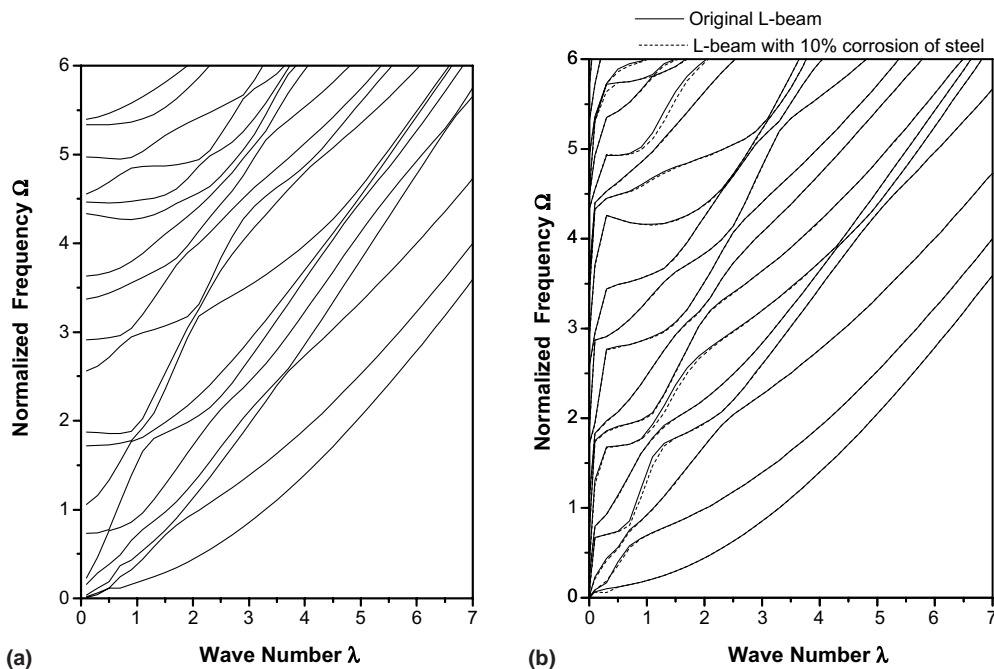 Original L-beam
L-beam with 10% corrosion of steel
6
5
4
3
2
1
0
Normalized Frequency Ω
0 1 2 3 4 5 6 7
Wave Number λ
(a)
6
5
4
3
2
1
0
Normalized Frequency Ω
0 1 2 3 4 5 6 7
Wave Number λ
(b)